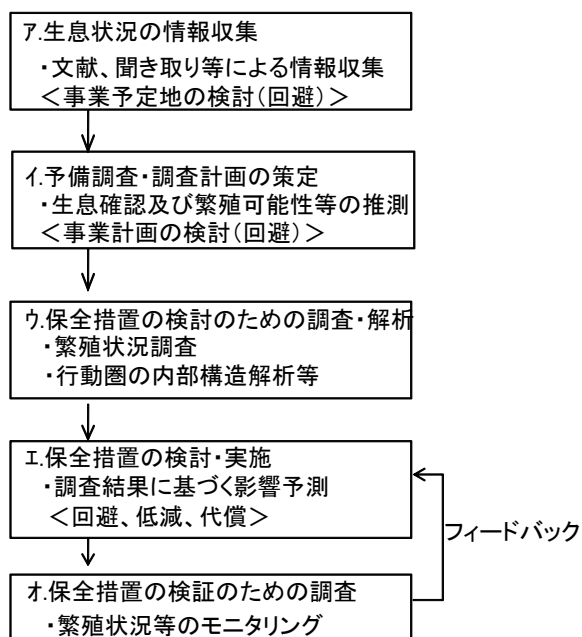 ｱ.生息状況の情報収集
・文献、聞き取り等による情報収集
＜事業予定地の検討（回避）＞
ｲ.予備調査・調査計画の策定
・生息確認及び繁殖可能性等の推測
＜事業計画の検討（回避）＞
ｳ.保全措置の検討のための調査・解析
・繁殖状況調査
・行動圏の内部構造解析等
ｴ.保全措置の検討・実施
・調査結果に基づく影響予測
＜回避、低減、代償＞
フィードバック
ｵ.保全措置の検証のための調査
・繁殖状況等のモニタリング